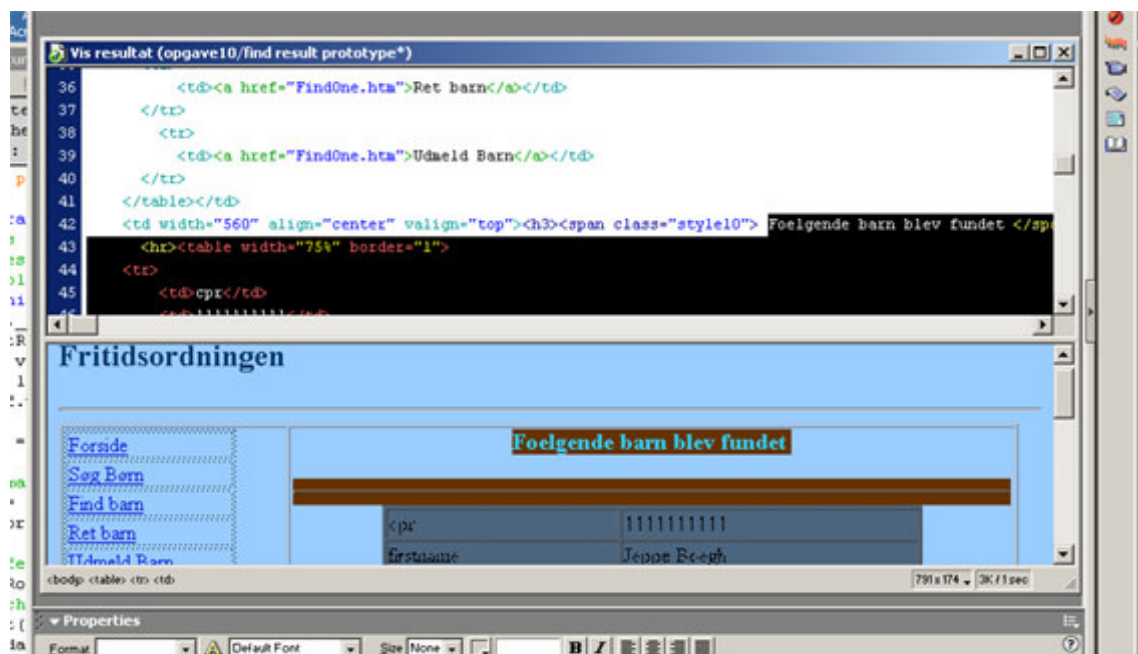 Vis resultat (opgave10/find result prototype*)
36 <td><a href="FindOne.htm">Ret barn</a></td>
37 </tr>
38 <tr>
39 <td><a href="FindOne.htm">Udmeld Barn</a></td>
40 </tr>
41 </table></td>
42 <td width="560" align="center" valign="top"><h3><span class="style10"> Foelgende barn blev fundet </sp
43 <hr><table width="75%" border="1">
44 <tr>
45 <td>cpr</td>
Fritidsordningen
Forside
Søg Børn
Find barn
Ret barn
Udmeld Barn
Foelgende barn blev fundet
cpr 1111111111
firstname Jeppe Boegh
<body> <table> <tr> <td>
791 x 174 3K / 1 sec
Properties
Format Default Font Size None B I